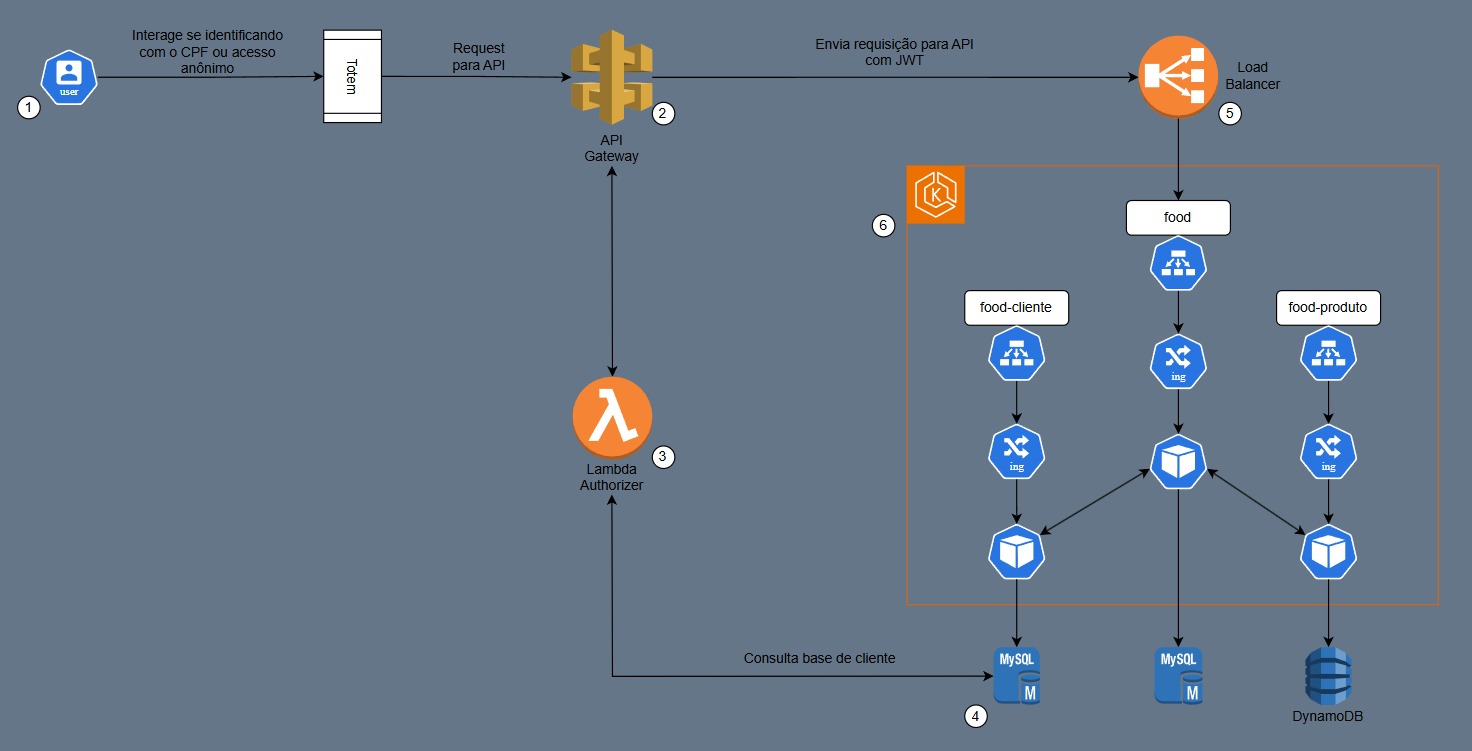 Interage se identificando
com o CPF ou acesso
anônimo
user
1
Totem
Request
para API
API
Gateway
2
Envia requisição para API
com JWT
Load
Balancer
5
6
K
food
food-cliente
food-produto
ing
ing
ing
Lambda
Authorizer
3
Consulta base de cliente
MySQL
M
4
MySQL
M
DynamoDB